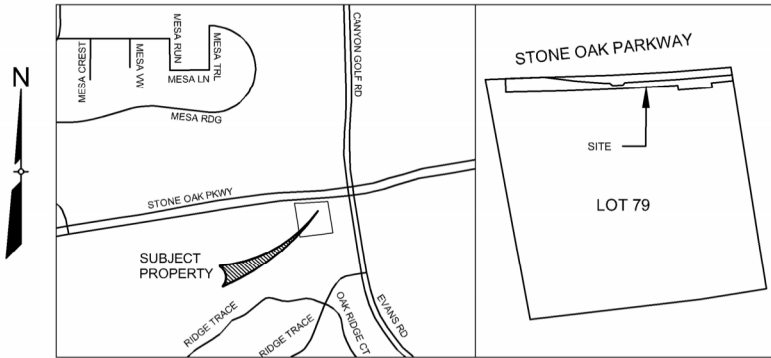 N
MESA CREST
MESA VW
MESA RUN
MESA LN
MESA TRL
MESA RDG
CANYON GOLF RD
STONE OAK PKWY
SUBJECT
PROPERTY
RIDGE TRACE
RIDGE TRACE
OAK RIDGE CT
EVANS RD
STONE OAK PARKWAY
SITE
LOT 79